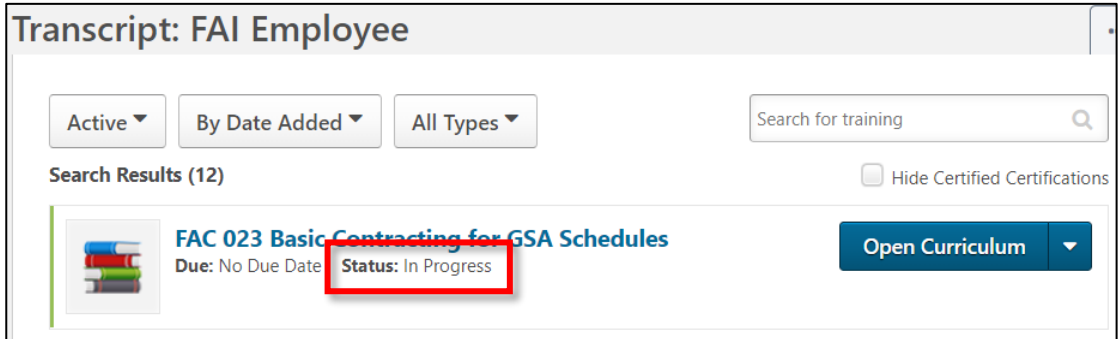 Transcript: FAI Employee
Active By Date Added All Types Search for training
Search Results (12) Hide Certified Certifications
FAC 023 Basic Contracting for GSA Schedules
Due: No Due Date Status: In Progress
Open Curriculum